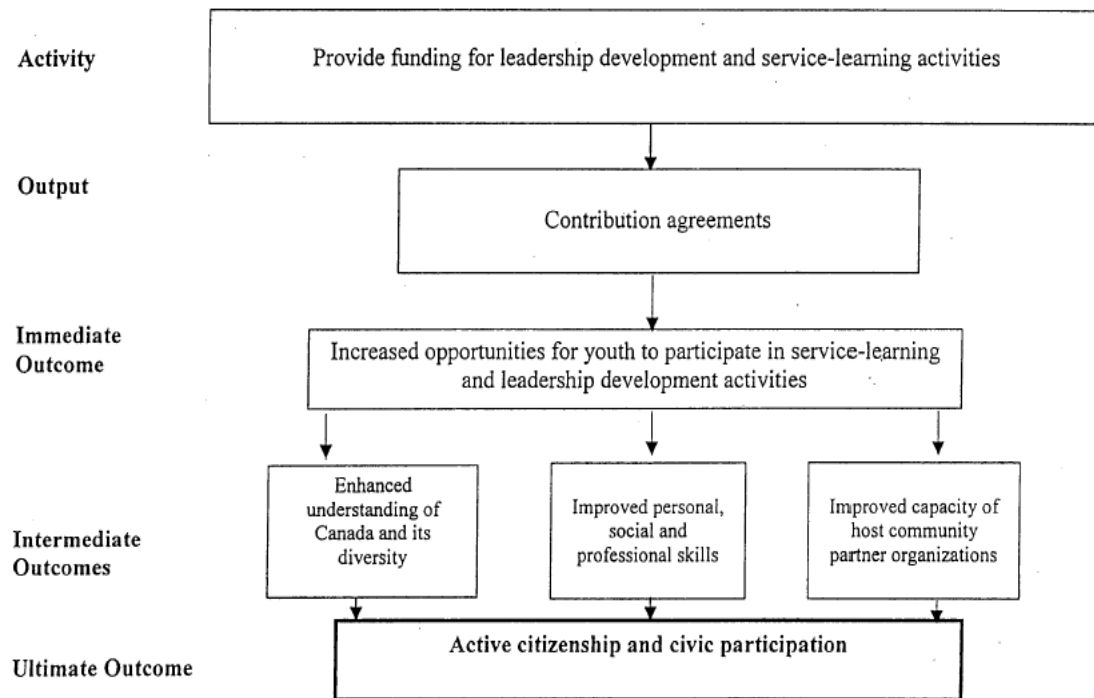 Activity
Provide funding for leadership development and service-learning activities
Output
Contribution agreements
Immediate
Outcome
Increased opportunities for youth to participate in service-learning
and leadership development activities
Intermediate
Outcomes
Enhanced
understanding of
Canada and its
diversity
Improved personal,
social and
professional skills
Improved capacity of
host community
partner organizations
Ultimate Outcome
Active citizenship and civic participation